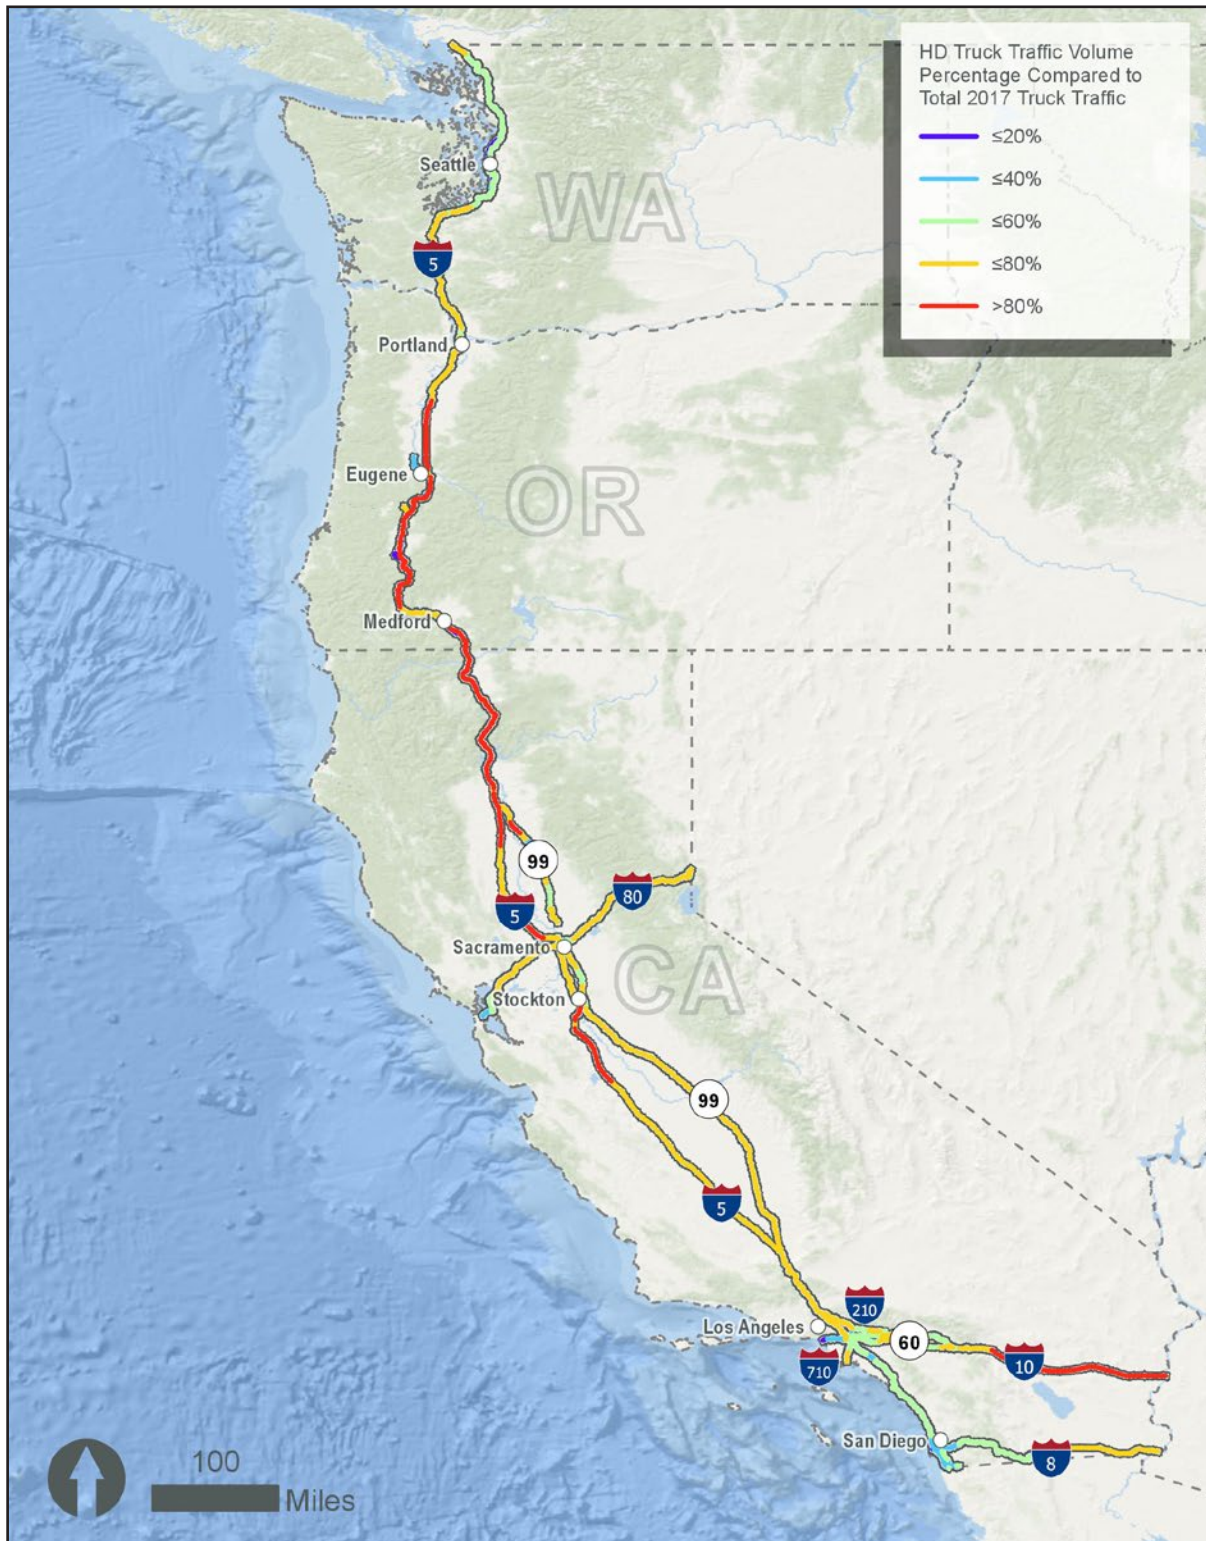 HD Truck Traffic Volume
Percentage Compared to
Total 2017 Truck Traffic
≤20%
≤40%
≤60%
≤80%
>80%
Seattle
WA
5
Portland
Eugene
OR
Medford
99
80
5
Sacramento
CA
Stockton
99
5
210
Los Angeles
60
710
10
San Diego
8
100
Miles